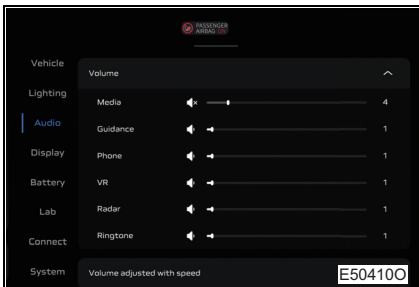 PASSENGER
AIRBAG ON
Vehicle
Volume
Lighting
Media 4
Audio
Guidance 1
Display
Phone 1
Battery
VR 1
Lab
Radar 1
Connect
Ringtone 1
System
Volume adjusted with speed
E50410O